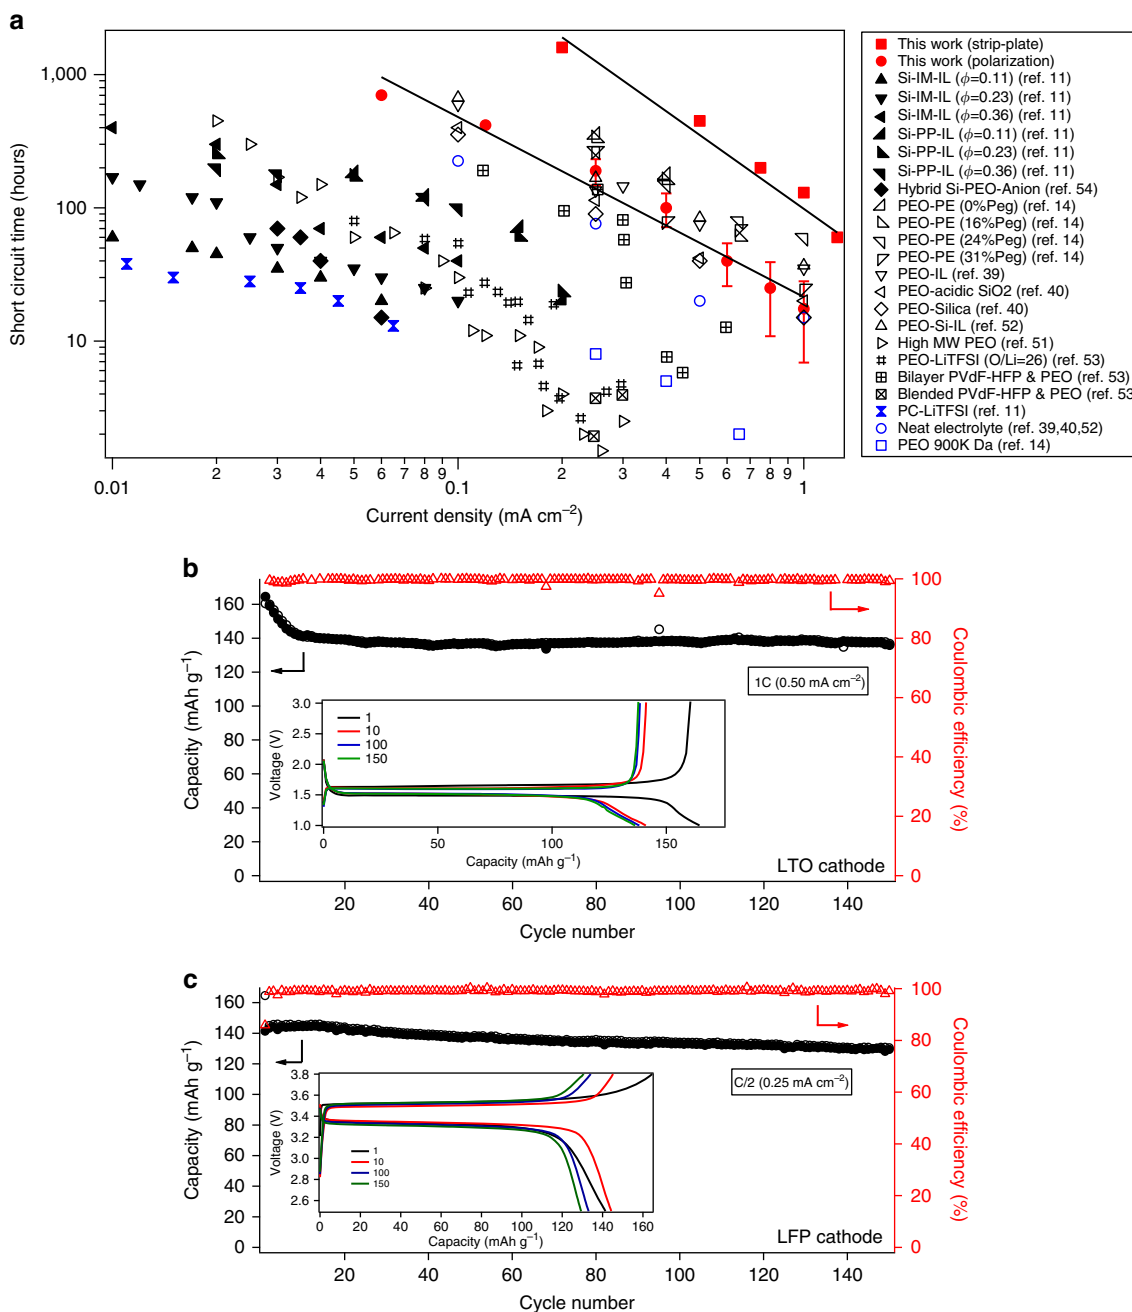 a
Short circuit time (hours)
1,000
100
10
0.01
2
3
4
5
6
7
8
9
0.1
2
3
4
5
6
7
8
9
1
Current density (mA cm⁻²)
This work (strip-plate)
This work (polarization)
Si-IM-IL (ϕ=0.11) (ref. 11)
Si-IM-IL (ϕ=0.23) (ref. 11)
Si-IM-IL (ϕ=0.36) (ref. 11)
Si-PP-IL (ϕ=0.11) (ref. 11)
Si-PP-IL (ϕ=0.23) (ref. 11)
Si-PP-IL (ϕ=0.36) (ref. 11)
Hybrid Si-PEO-Anion (ref. 54)
PEO-PE (0%Peg) (ref. 14)
PEO-PE (16%Peg) (ref. 14)
PEO-PE (24%Peg) (ref. 14)
PEO-PE (31%Peg) (ref. 14)
PEO-IL (ref. 39)
PEO-acidic SiO2 (ref. 40)
PEO-Silica (ref. 40)
PEO-Si-IL (ref. 52)
High MW PEO (ref. 51)
PEO-LiTFSI (O/Li=26) (ref. 53)
Bilayer PVdF-HFP & PEO (ref. 53)
Blended PVdF-HFP & PEO (ref. 53
PC-LiTFSI (ref. 11)
Neat electrolyte (ref. 39,40,52)
PEO 900K Da (ref. 14)
b
Capacity (mAh g⁻¹)
160
140
120
100
80
60
40
20
0
100
80
60
40
20
0
Coulombic efficiency (%)
1C (0.50 mA cm⁻²)
Voltage (V)
3.0
2.5
2.0
1.5
1.0
1
10
100
150
0
50
100
150
Capacity (mAh g⁻¹)
LTO cathode
20
40
60
80
100
120
140
Cycle number
c
Capacity (mAh g⁻¹)
160
140
120
100
80
60
40
20
0
100
80
60
40
20
0
Coulombic efficiency (%)
C/2 (0.25 mA cm⁻²)
Voltage (V)
3.8
3.6
3.4
3.2
2.8
2.6
1
10
100
150
0
20
40
60
80
100
120
140
160
Capacity (mAh g⁻¹)
LFP cathode
20
40
60
80
100
120
140
Cycle number